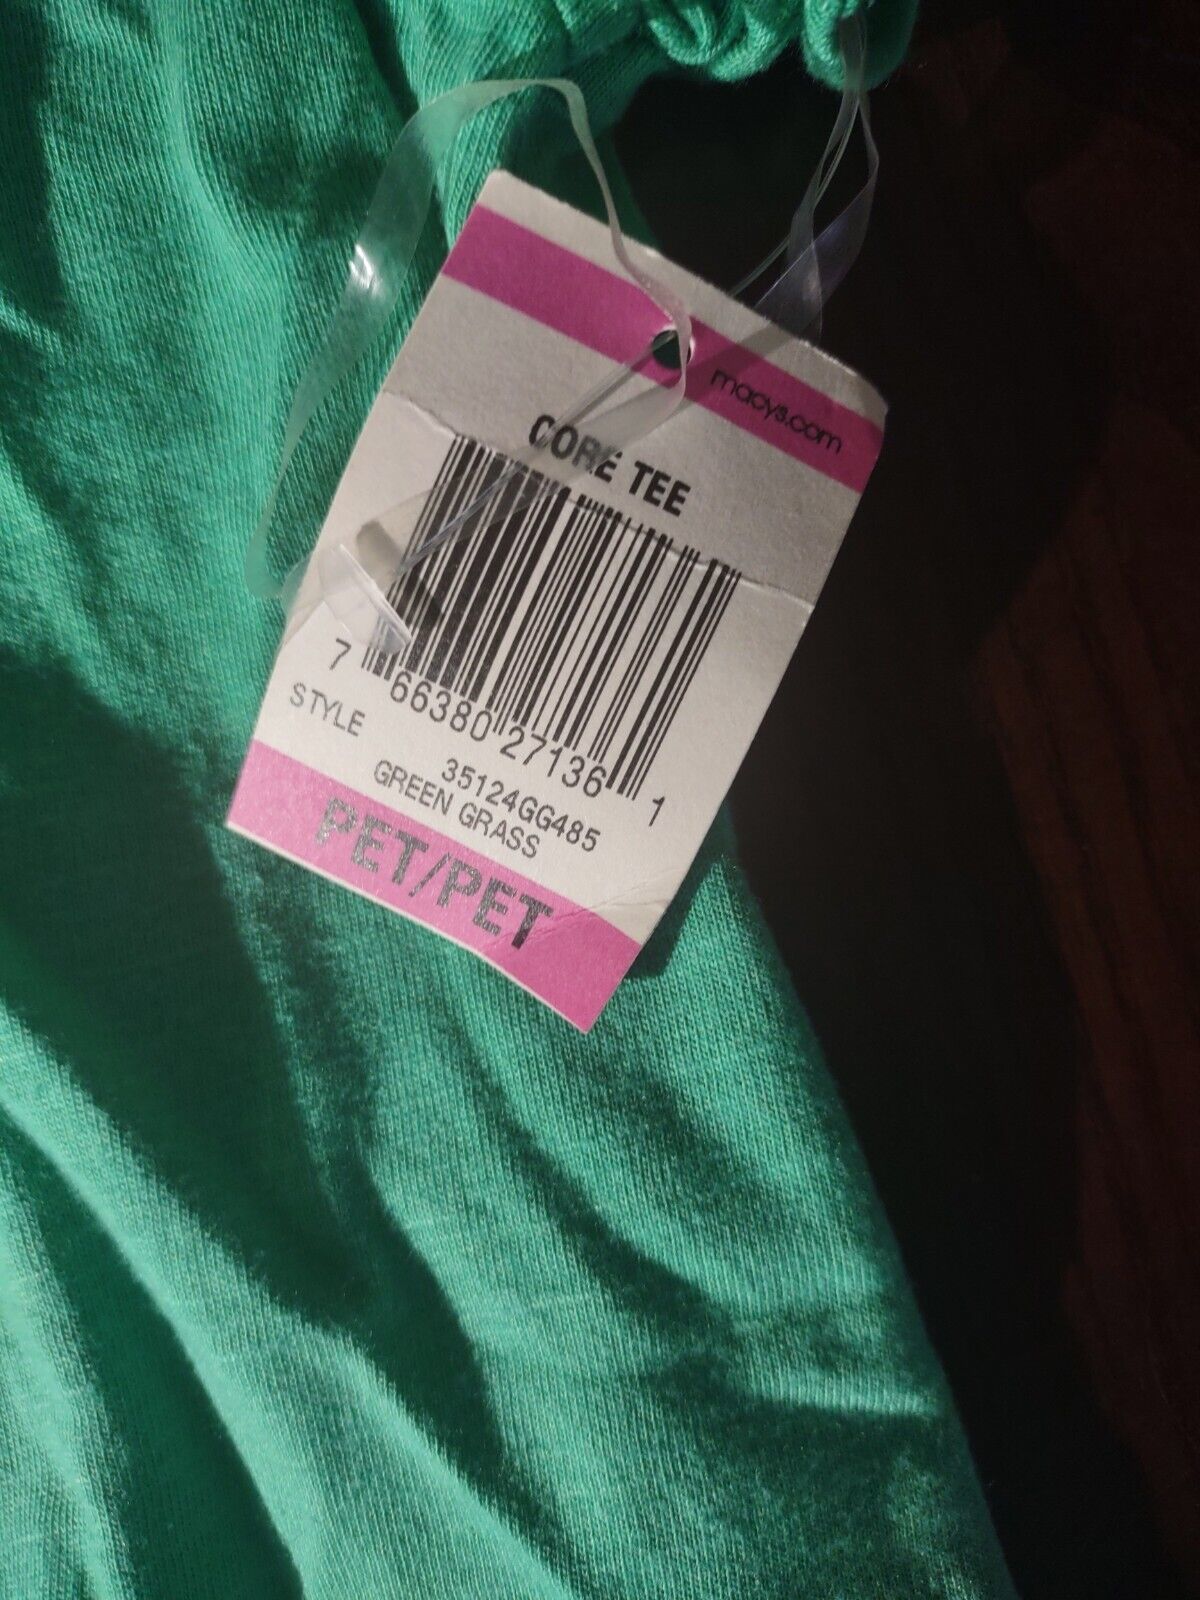 macys.com
CORE TEE
7 66380 27136 1
STYLE
35124GG485
GREEN GRASS
PET/PET